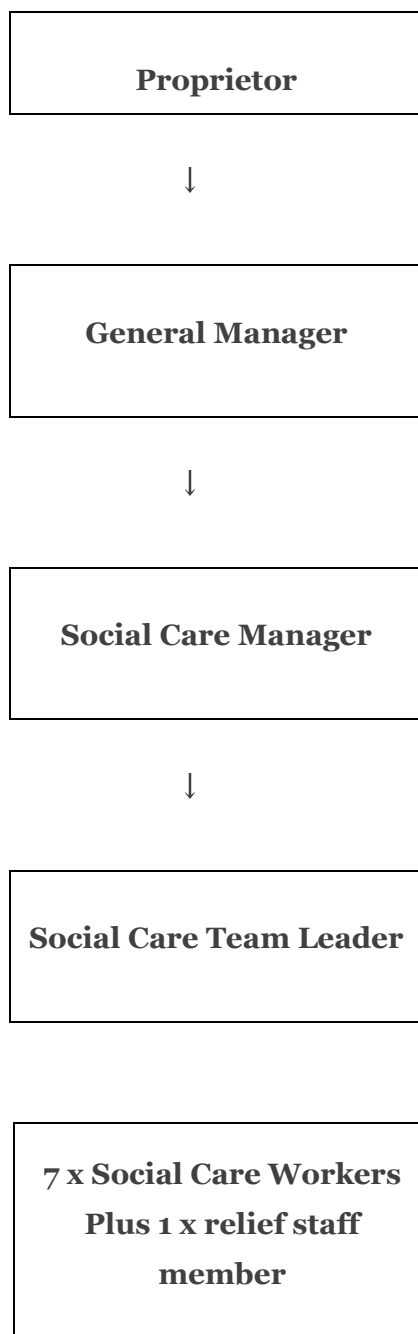 Proprietor
↓
General Manager
↓
Social Care Manager
↓
Social Care Team Leader
7 x Social Care Workers
Plus 1 x relief staff
member